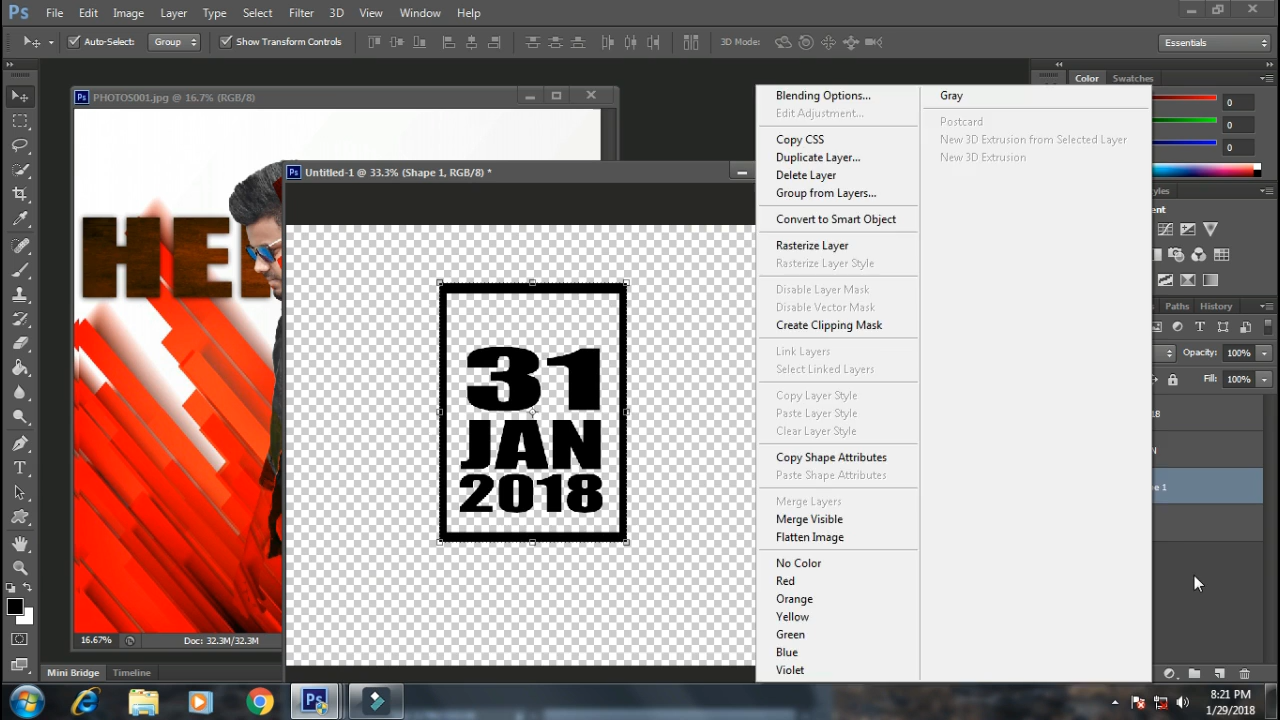 Ps File Edit Image Layer Type Select Filter 3D View Window Help
Auto-Select: Group Show Transform Controls 3D Mode: Essentials
Ps PHOTOS001.jpg @ 16.7% (RGB/8)
HE
16.67% Doc: 32.3M/32.3M
Ps Untitled-1 @ 33.3% (Shape 1, RGB/8) *
31
JAN
2018
Blending Options...
Edit Adjustment...
Copy CSS
Duplicate Layer...
Delete Layer
Group from Layers...
Convert to Smart Object
Rasterize Layer
Rasterize Layer Style
Disable Layer Mask
Disable Vector Mask
Create Clipping Mask
Link Layers
Select Linked Layers
Copy Layer Style
Paste Layer Style
Clear Layer Style
Copy Shape Attributes
Paste Shape Attributes
Merge Layers
Merge Visible
Flatten Image
No Color
Red
Orange
Yellow
Green
Blue
Violet
Gray
Postcard
New 3D Extrusion from Selected Layer
New 3D Extrusion
Color Swatches
0
0
0
Paths History
Opacity: 100%
Fill: 100%
Mini Bridge Timeline
Ps
8:21 PM
1/29/2018